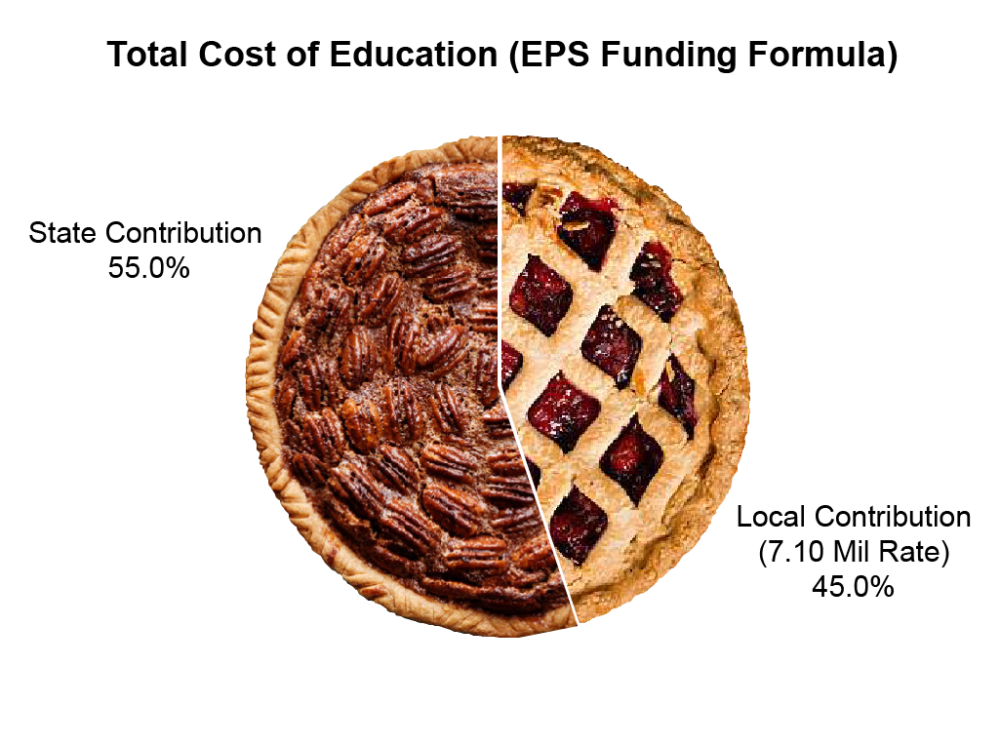 Total Cost of Education (EPS Funding Formula)
State Contribution
55.0%
Local Contribution
(7.10 Mil Rate)
45.0%